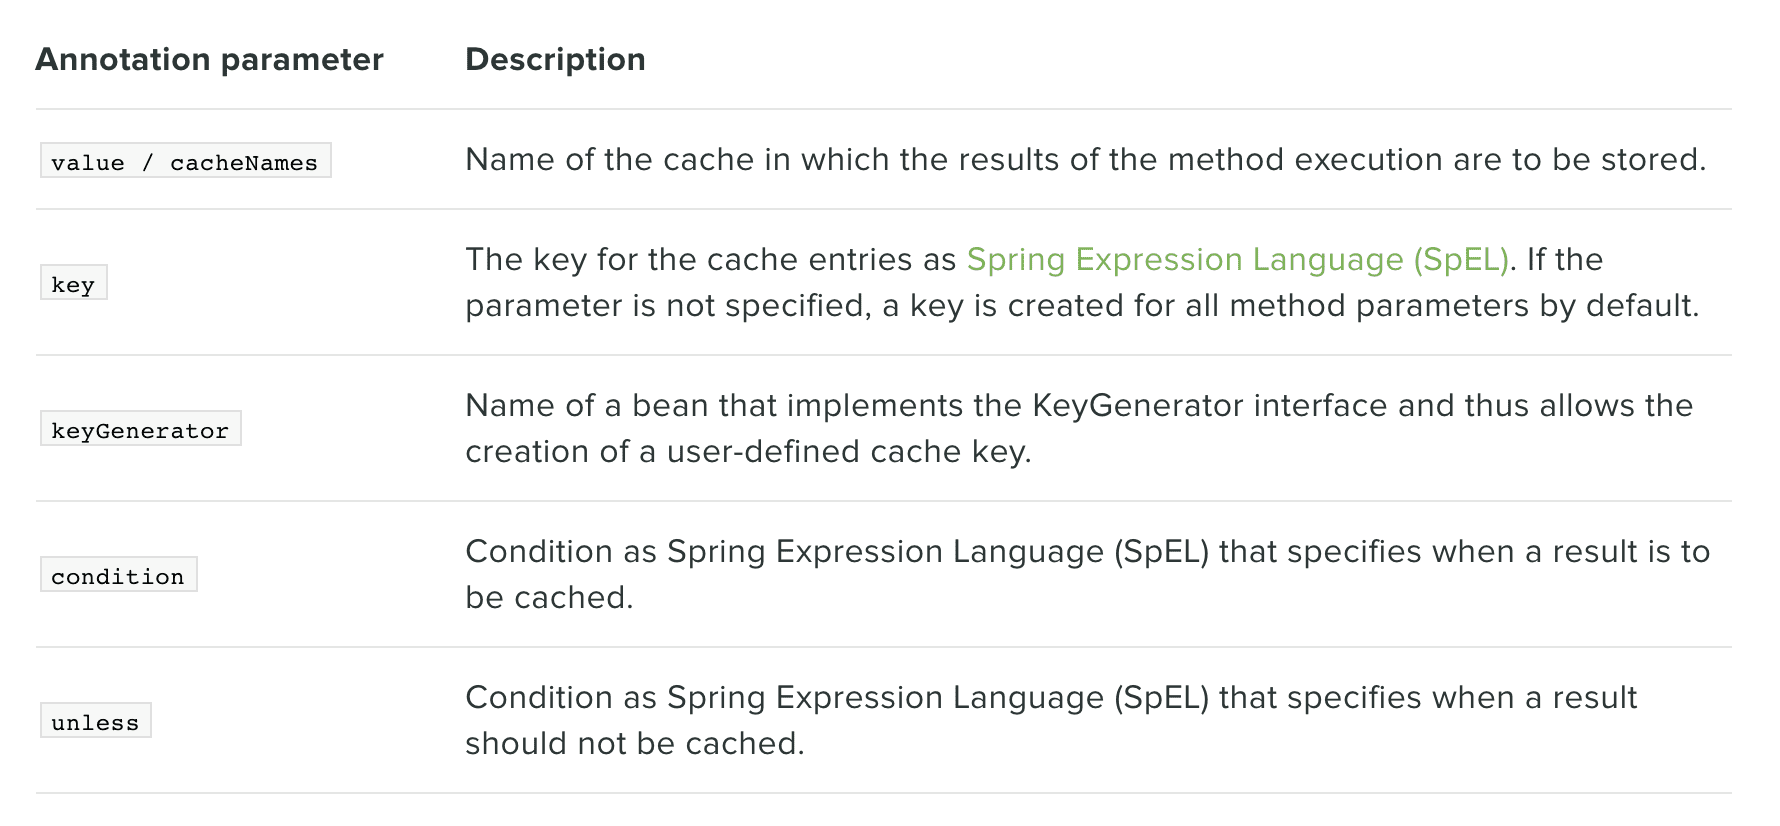 Annotation parameter Description
value / cacheNames Name of the cache in which the results of the method execution are to be stored.
key The key for the cache entries as Spring Expression Language (SpEL). If the
parameter is not specified, a key is created for all method parameters by default.
keyGenerator Name of a bean that implements the KeyGenerator interface and thus allows the
creation of a user-defined cache key.
condition Condition as Spring Expression Language (SpEL) that specifies when a result is to
be cached.
unless Condition as Spring Expression Language (SpEL) that specifies when a result
should not be cached.